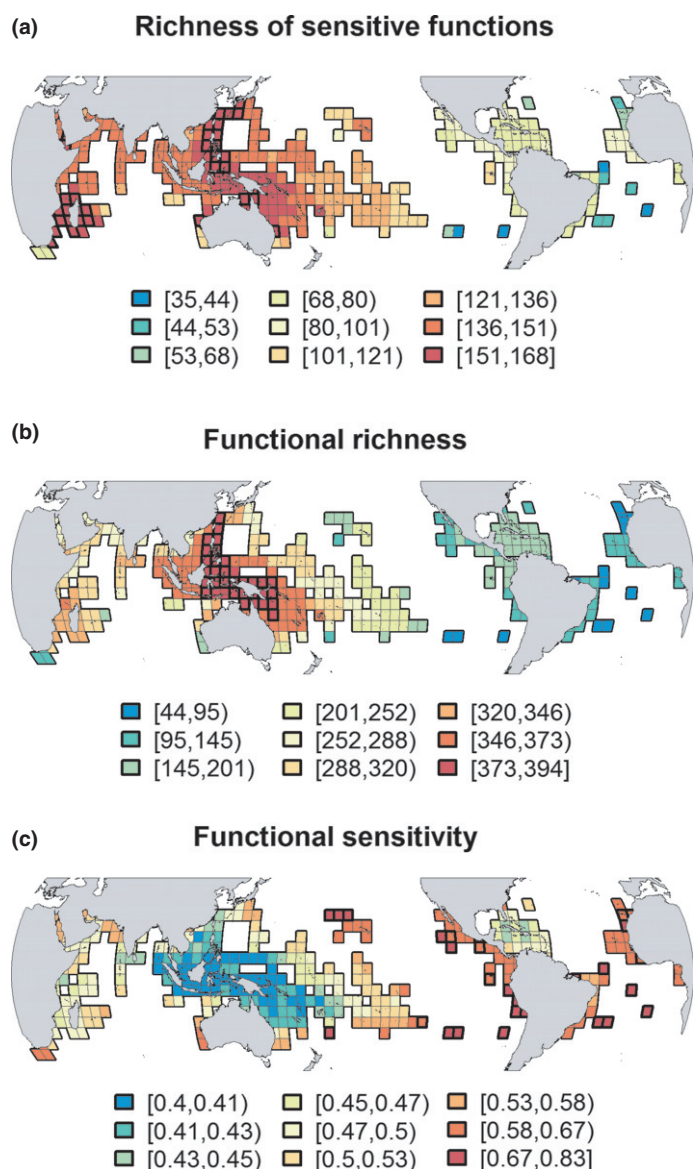 (a)
Richness of sensitive functions
[35,44) [68,80) [121,136)
[44,53) [80,101) [136,151)
[53,68) [101,121) [151,168]
(b)
Functional richness
[44,95) [201,252) [320,346)
[95,145) [252,288) [346,373)
[145,201) [288,320) [373,394]
(c)
Functional sensitivity
[0.4,0.41) [0.45,0.47) [0.53,0.58)
[0.41,0.43) [0.47,0.5) [0.58,0.67)
[0.43,0.45) [0.5,0.53) [0.67,0.83]